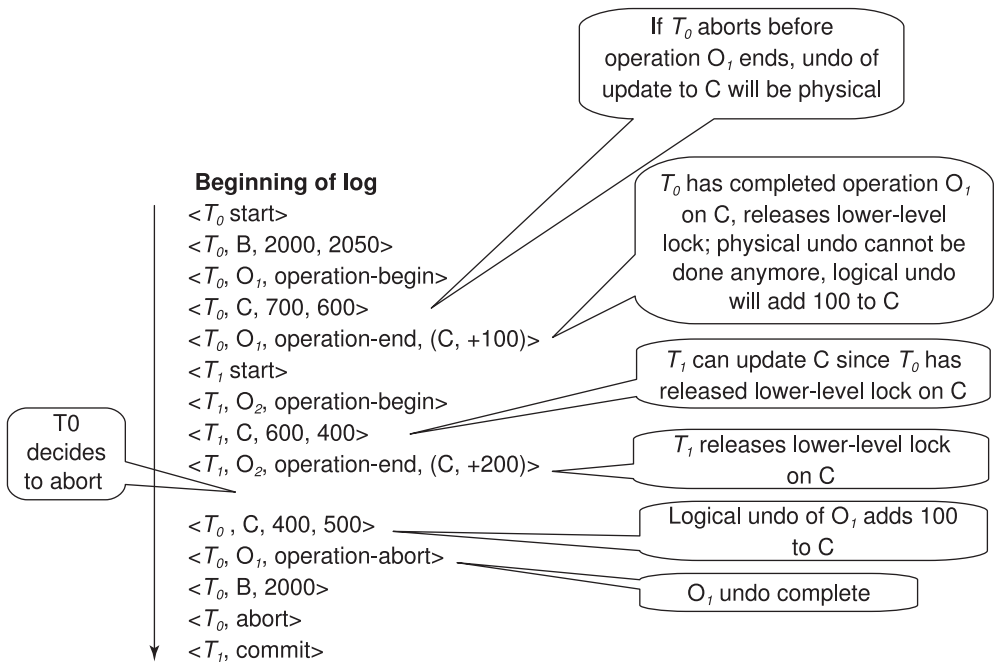 If T0 aborts before
operation O1 ends, undo of
update to C will be physical
Beginning of log
<T0 start>
<T0, B, 2000, 2050>
<T0, O1, operation-begin>
<T0, C, 700, 600>
<T0, O1, operation-end, (C, +100)>
<T1 start>
<T1, O2, operation-begin>
<T1, C, 600, 400>
<T1, O2, operation-end, (C, +200)>
<T0 , C, 400, 500>
<T0, O1, operation-abort>
<T0, B, 2000>
<T0, abort>
<T1, commit>
T0 has completed operation O1
on C, releases lower-level
lock; physical undo cannot be
done anymore, logical undo
will add 100 to C
T1 can update C since T0 has
released lower-level lock on C
T1 releases lower-level lock
on C
T0
decides
to abort
Logical undo of O1 adds 100
to C
O1 undo complete